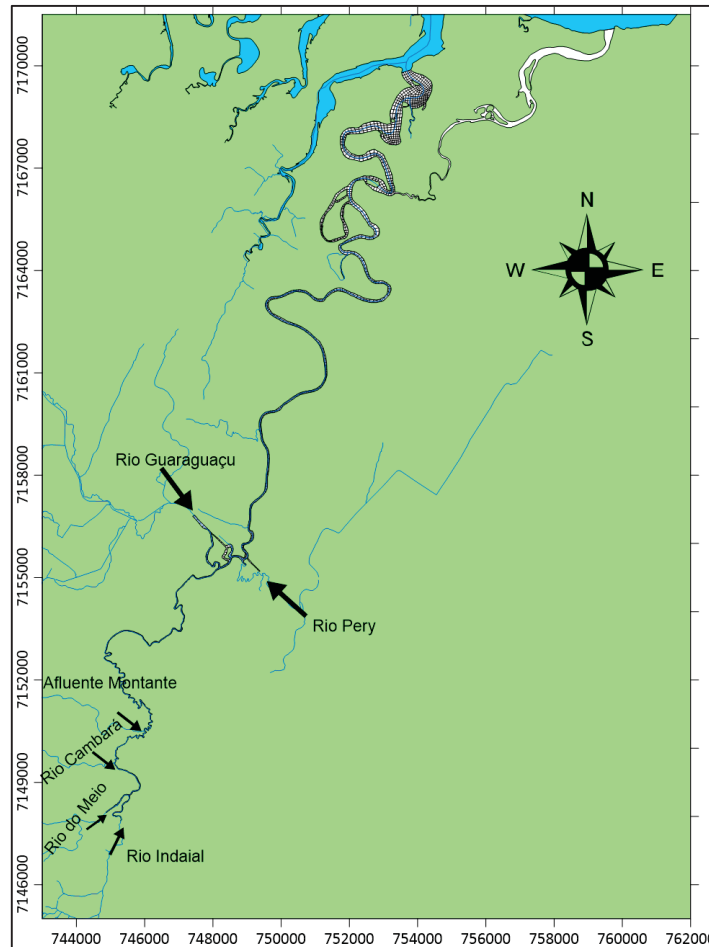 7170000
7167000
7164000
7161000
7158000
7155000
7152000
7149000
7146000
N
W
E
S
Rio Guaraguaçu
Rio Pery
Afluente Montante
Rio Cambará
Rio do Meio
Rio Indaial
744000 746000 748000 750000 752000 754000 756000 758000 760000 762000